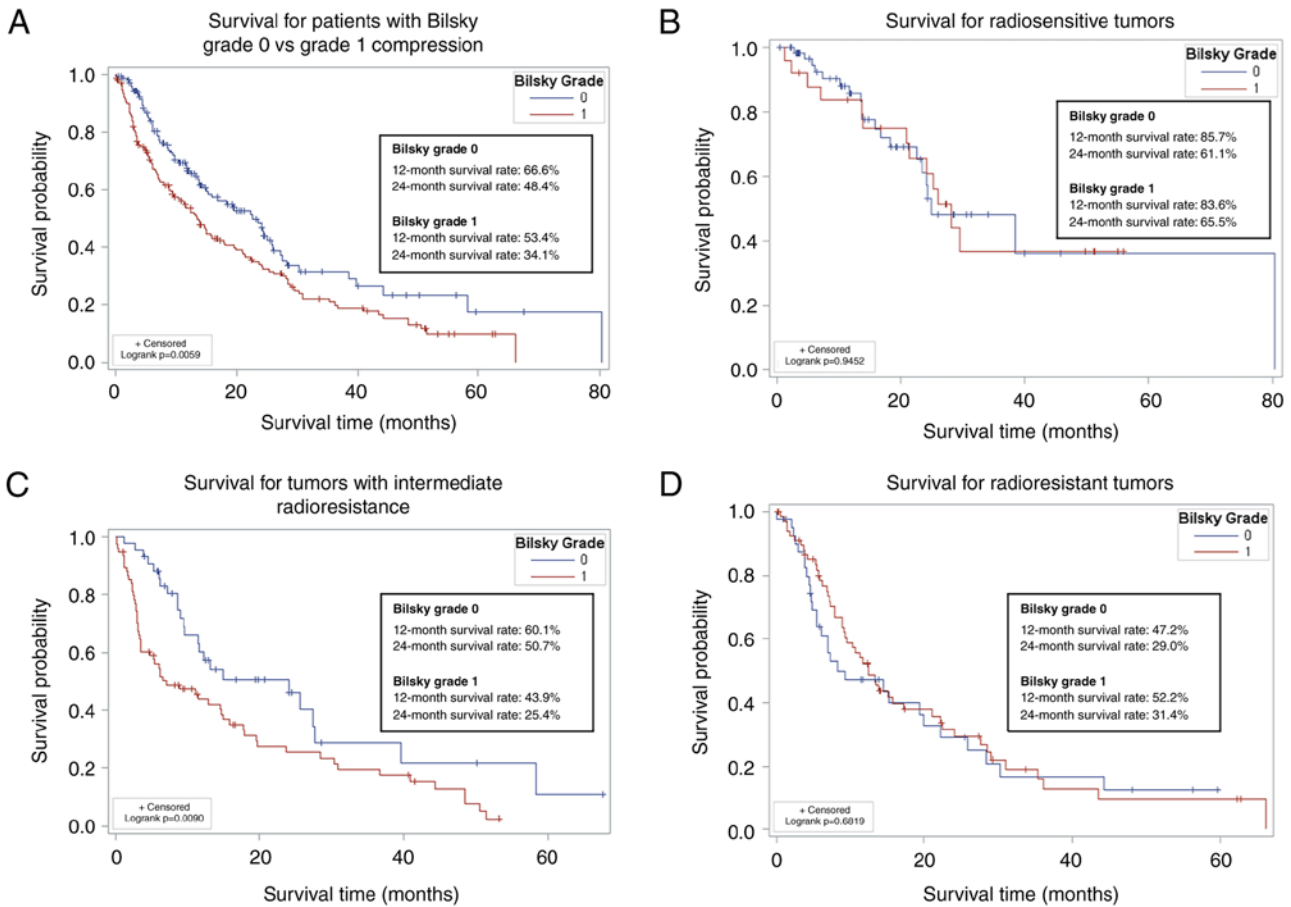 A
Survival for patients with Bilsky
grade 0 vs grade 1 compression
Survival probability
1.0
0.8
0.6
0.4
0.2
0.0
Bilsky Grade
0
1
Bilsky grade 0
12-month survival rate: 66.6%
24-month survival rate: 48.4%
Bilsky grade 1
12-month survival rate: 53.4%
24-month survival rate: 34.1%
+ Censored
Logrank p=0.0059
0 20 40 60 80
Survival time (months)
B
Survival for radiosensitive tumors
Survival probability
1.0
0.8
0.6
0.4
0.2
0.0
Bilsky Grade
0
1
Bilsky grade 0
12-month survival rate: 85.7%
24-month survival rate: 61.1%
Bilsky grade 1
12-month survival rate: 83.6%
24-month survival rate: 65.5%
+ Censored
Logrank p=0.9452
0 20 40 60 80
Survival time (months)
C
Survival for tumors with intermediate
radioresistance
Survival probability
1.0
0.8
0.6
0.4
0.2
0.0
Bilsky Grade
0
1
Bilsky grade 0
12-month survival rate: 60.1%
24-month survival rate: 50.7%
Bilsky grade 1
12-month survival rate: 43.9%
24-month survival rate: 25.4%
+ Censored
Logrank p=0.0090
0 20 40 60
Survival time (months)
D
Survival for radioresistant tumors
Survival probability
1.0
0.8
0.6
0.4
0.2
0.0
Bilsky Grade
0
1
Bilsky grade 0
12-month survival rate: 47.2%
24-month survival rate: 29.0%
Bilsky grade 1
12-month survival rate: 52.2%
24-month survival rate: 31.4%
+ Censored
Logrank p=0.6819
0 20 40 60
Survival time (months)